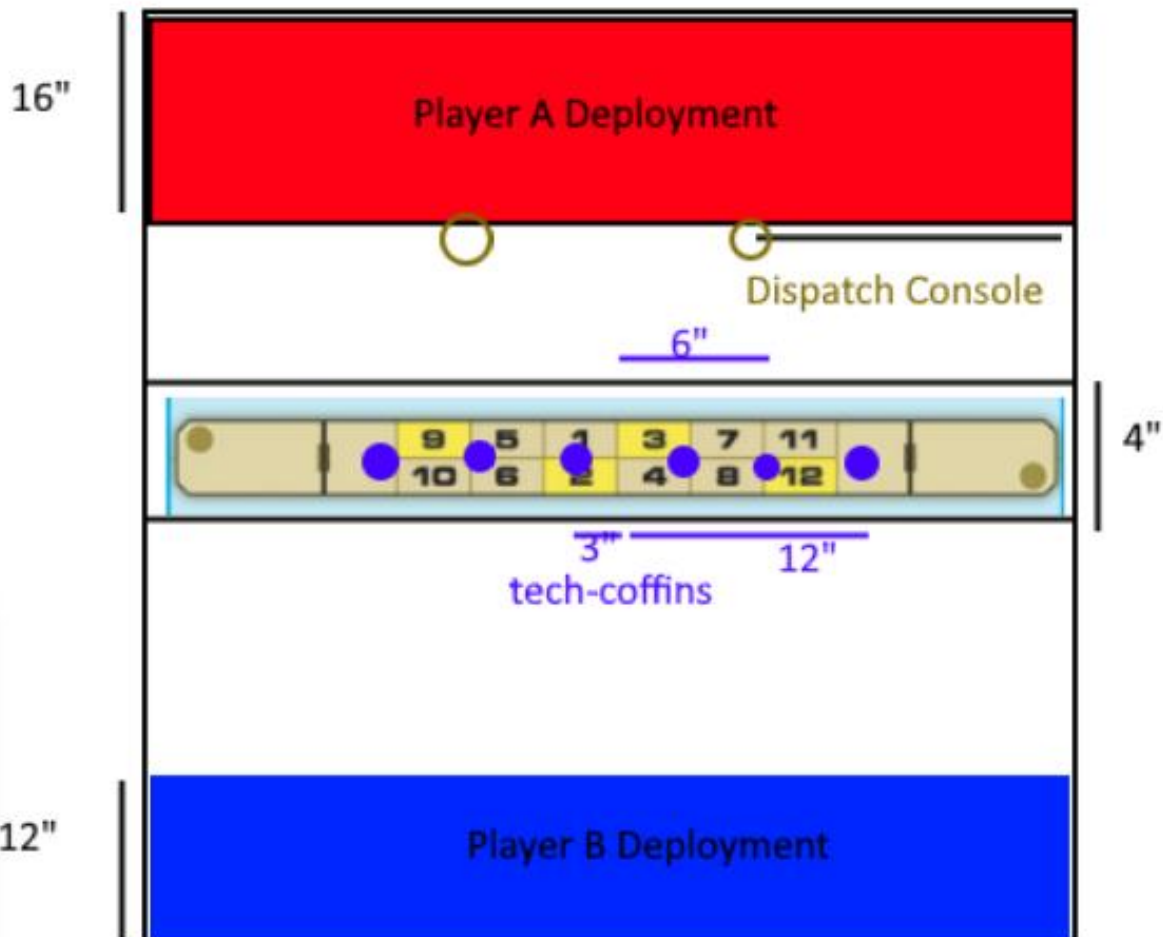 16"
Player A Deployment
Dispatch Console
6"
9 5 1 3 7 11
10 6 2 4 8 12
4"
3" 12"
tech-coffins
12"
Player B Deployment